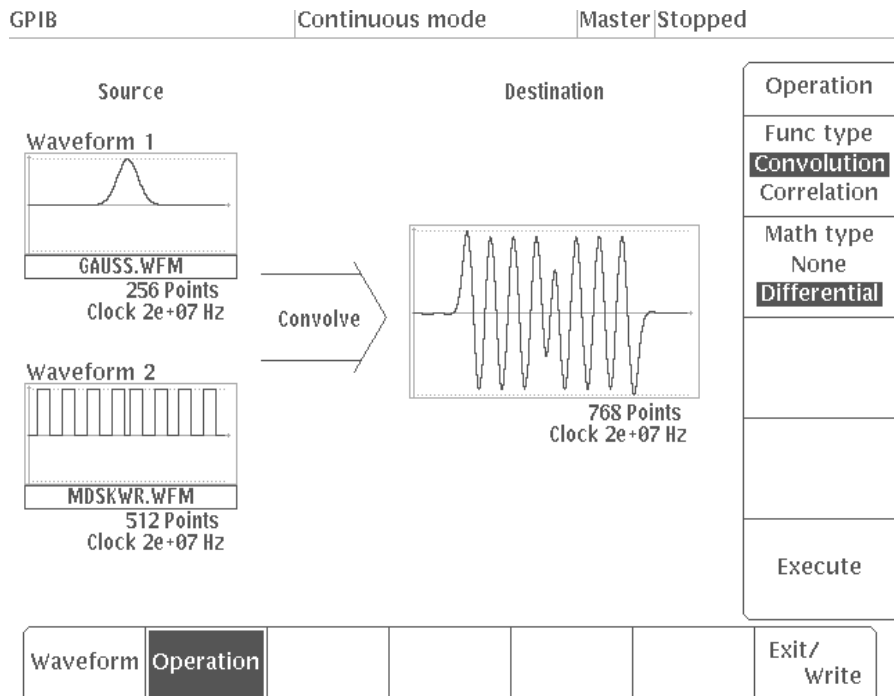 GPIB
Continuous mode
Master
Stopped
Source
Destination
Waveform 1
GAUSS.WFM
256 Points
Clock 2e+07 Hz
Convolve
768 Points
Clock 2e+07 Hz
Waveform 2
MDSKWR.WFM
512 Points
Clock 2e+07 Hz
Operation
Func type
Convolution
Correlation
Math type
None
Differential
Execute
Waveform
Operation
Exit/
Write